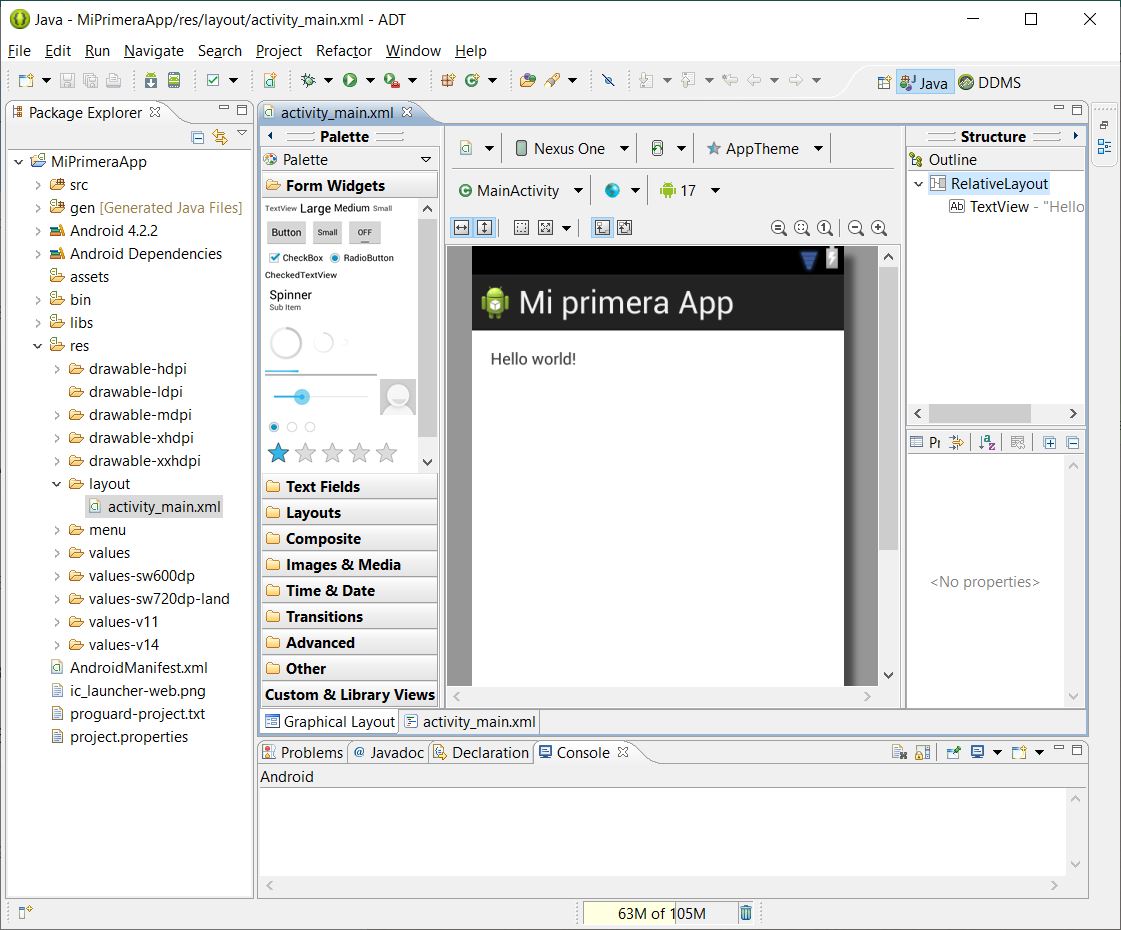 Java - MiPrimeraApp/res/layout/activity_main.xml - ADT
File Edit Run Navigate Search Project Refactor Window Help
Java DDMS
Package Explorer
MiPrimeraApp
src
gen [Generated Java Files]
Android 4.2.2
Android Dependencies
assets
bin
libs
res
drawable-hdpi
drawable-ldpi
drawable-mdpi
drawable-xhdpi
drawable-xxhdpi
layout
activity_main.xml
menu
values
values-sw600dp
values-sw720dp-land
values-v11
values-v14
AndroidManifest.xml
ic_launcher-web.png
proguard-project.txt
project.properties
activity_main.xml
Palette
Palette
Form Widgets
TextView Large Medium Small
Button Small OFF
CheckBox RadioButton
CheckedTextView
Spinner
Sub Item
Text Fields
Layouts
Composite
Images & Media
Time & Date
Transitions
Advanced
Other
Custom & Library Views
Nexus One AppTheme
MainActivity 17
Mi primera App
Hello world!
Structure
Outline
RelativeLayout
Ab TextView - "Hello
Pr
<No properties>
Graphical Layout activity_main.xml
Problems @ Javadoc Declaration Console
Android
63M of 105M